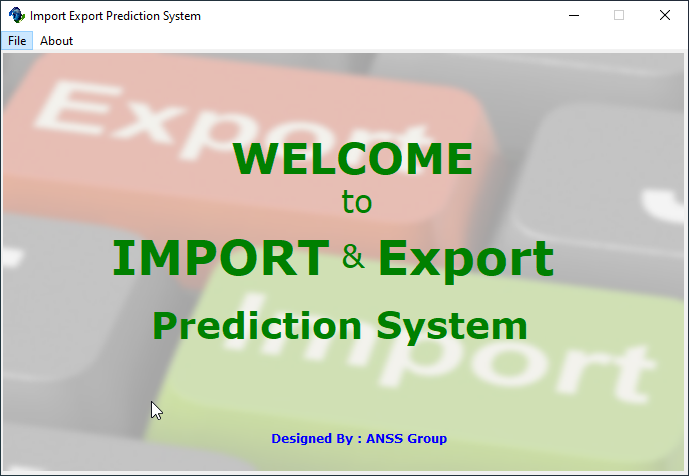 Import Export Prediction System
File About
Export
WELCOME
to
IMPORT & Export
Prediction System
Import
Designed By : ANSS Group